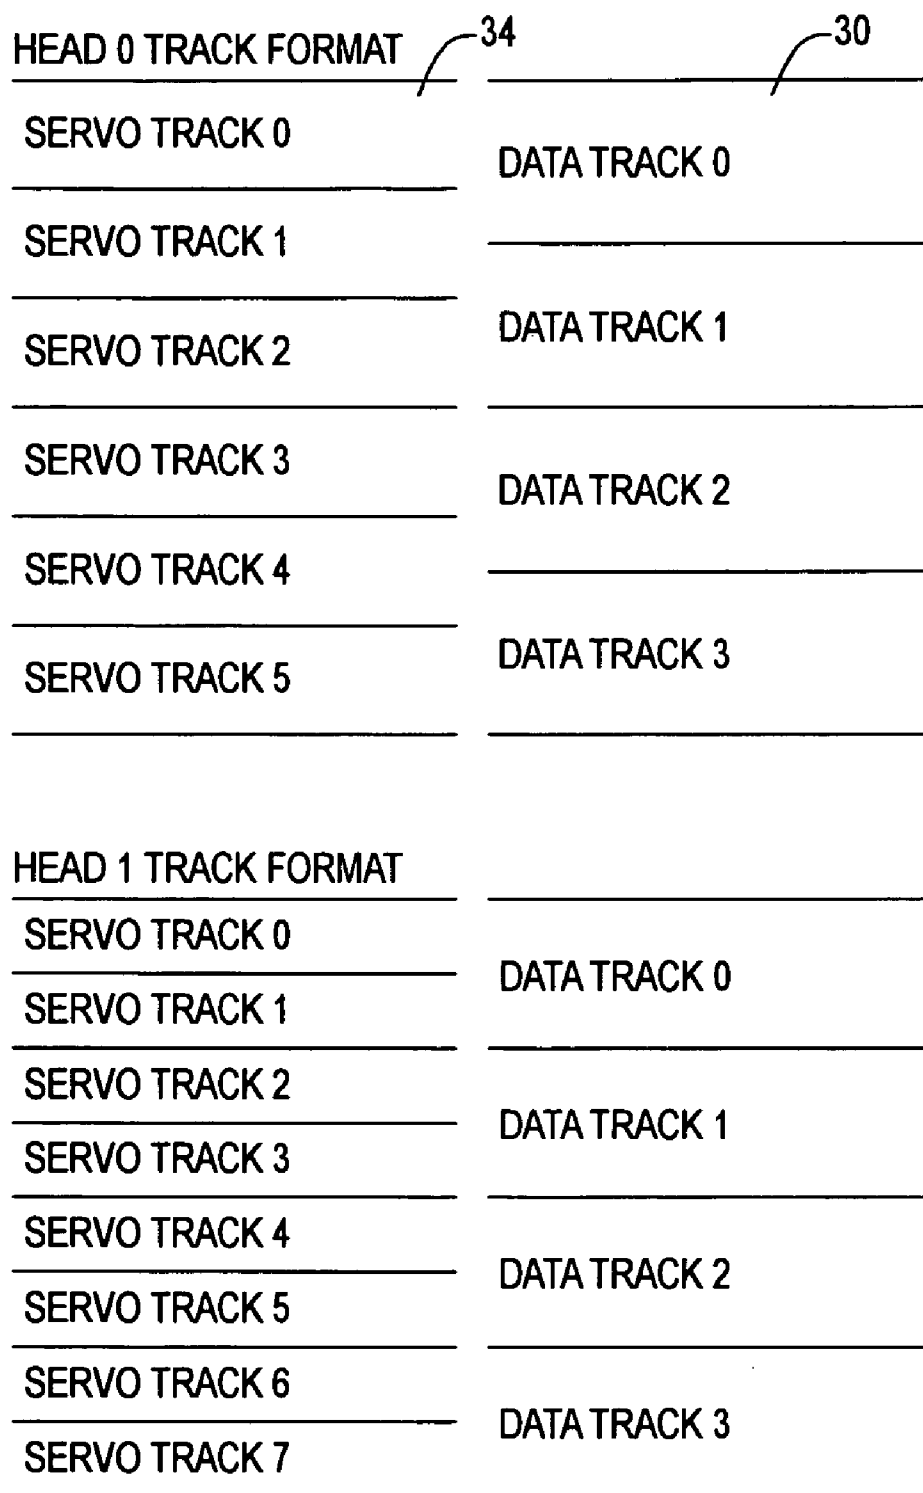 HEAD 0 TRACK FORMAT
34
30
SERVO TRACK 0
SERVO TRACK 1
SERVO TRACK 2
SERVO TRACK 3
SERVO TRACK 4
SERVO TRACK 5
DATA TRACK 0
DATA TRACK 1
DATA TRACK 2
DATA TRACK 3
HEAD 1 TRACK FORMAT
SERVO TRACK 0
SERVO TRACK 1
SERVO TRACK 2
SERVO TRACK 3
SERVO TRACK 4
SERVO TRACK 5
SERVO TRACK 6
SERVO TRACK 7
DATA TRACK 0
DATA TRACK 1
DATA TRACK 2
DATA TRACK 3